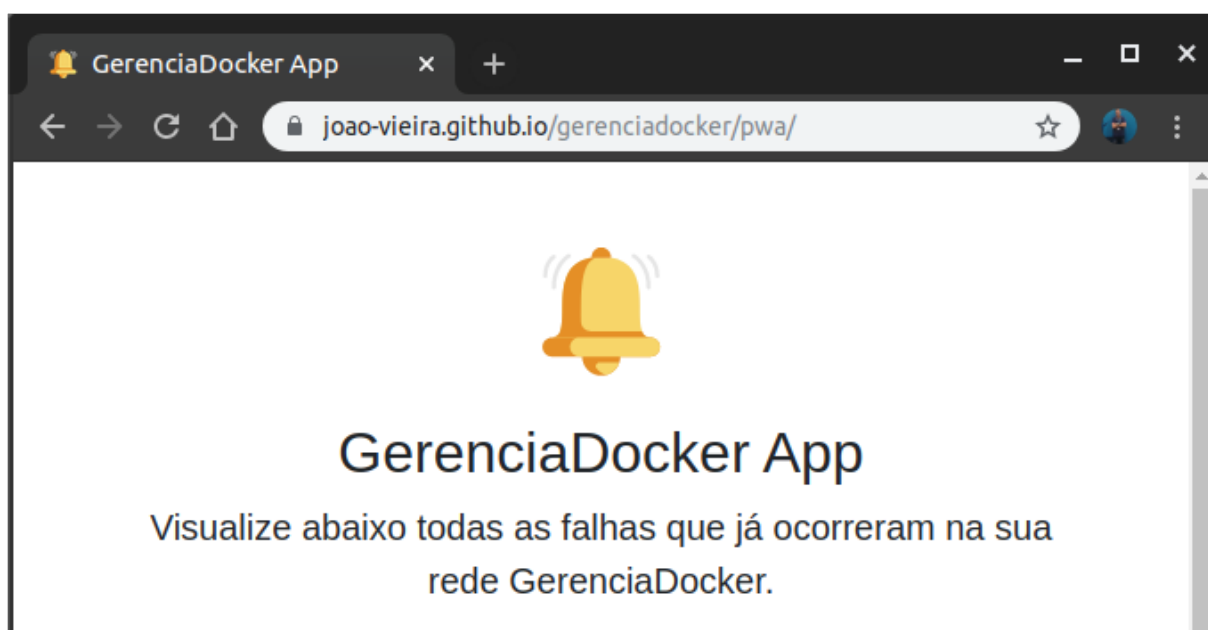 GerenciaDocker App
joao-vieira.github.io/gerenciadocker/pwa/
GerenciaDocker App
Visualize abaixo todas as falhas que já ocorreram na sua
rede GerenciaDocker.